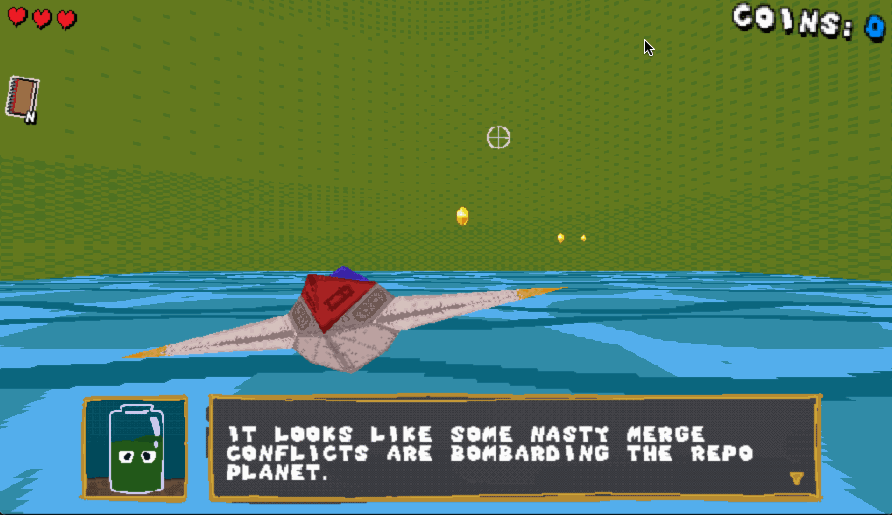 COINS: 0
N
IT LOOKS LIKE SOME NASTY MERGE
CONFLICTS ARE BOMBARDING THE REPO
PLANET.